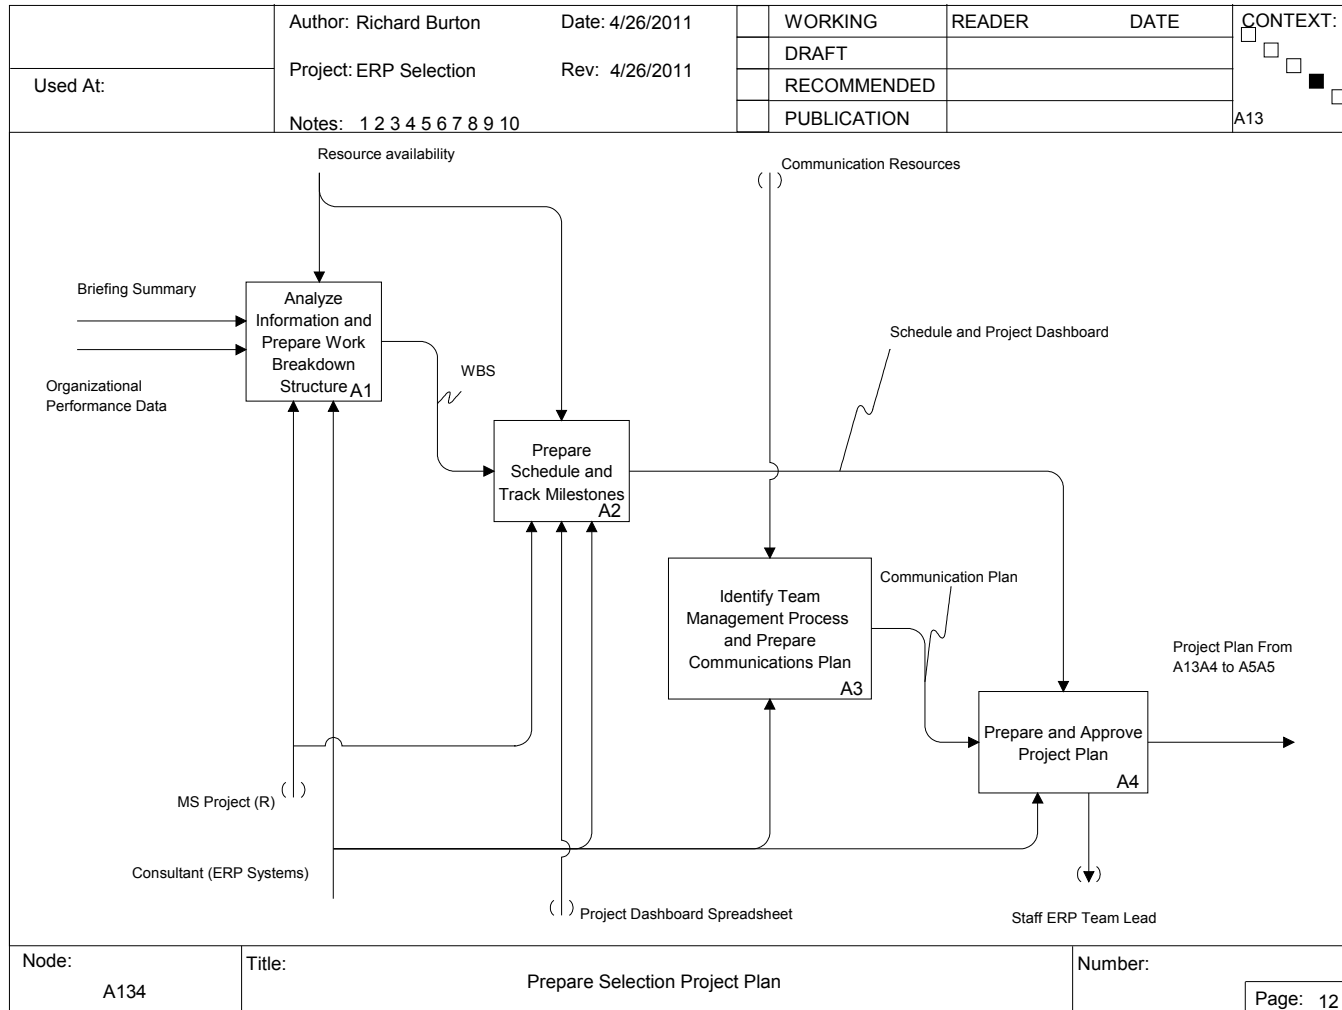 Used At:
Author: Richard Burton
Date: 4/26/2011
Project: ERP Selection
Rev: 4/26/2011
Notes: 1 2 3 4 5 6 7 8 9 10
WORKING
DRAFT
RECOMMENDED
PUBLICATION
READER
DATE
CONTEXT:
A13
Resource availability
Communication Resources
Briefing Summary
Organizational
Performance Data
Analyze
Information and
Prepare Work
Breakdown
Structure
A1
WBS
Schedule and Project Dashboard
Prepare
Schedule and
Track Milestones
A2
Communication Plan
Identify Team
Management Process
and Prepare
Communications Plan
A3
Project Plan From
A13A4 to A5A5
Prepare and Approve
Project Plan
A4
MS Project (R)
( )
Consultant (ERP Systems)
Project Dashboard Spreadsheet
Staff ERP Team Lead
Node:
A134
Title:
Prepare Selection Project Plan
Number:
Page: 12